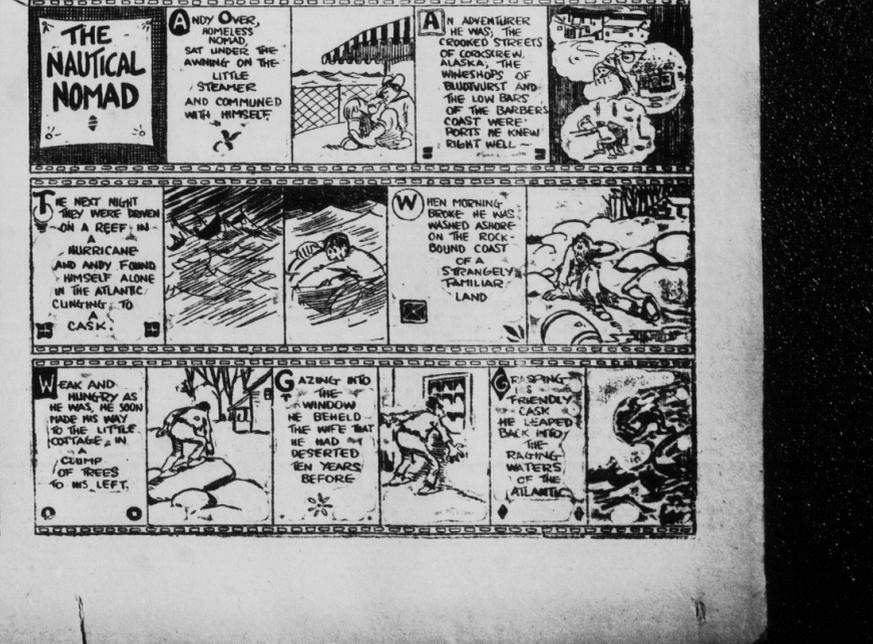 THE
NAUTICAL
NOMAD
ANDY OVER,
HOMELESS
NOMAD,
SAT UNDER THE
AWNING ON THE
LITTLE
STEAMER
AND COMMUNED
WITH HIMSELF.
AN ADVENTURER
HE WAS; THE
CROOKED STREETS
OF CORKSCREW,
ALASKA; THE
WINESHOPS OF
BLUDTVURST AND
THE LOW BARS
OF THE BARBERS
COAST WERE
PORTS HE KNEW
RIGHT WELL —
THE NEXT NIGHT
THEY WERE DRIVEN
ON A REEF IN
A
HURRICANE
AND ANDY FOUND
HIMSELF ALONE
IN THE ATLANTIC
CLINGING TO
A
CASK.
WHEN MORNING
BROKE HE WAS
WASHED ASHORE
ON THE ROCK-
BOUND COAST
OF A
STRANGELY
FAMILIAR
LAND
WEAK AND
HUNGRY AS
HE WAS, HE SOON
MADE HIS WAY
TO THE LITTLE
COTTAGE, IN
A
CLUMP
OF TREES
TO HIS LEFT.
GAZING INTO
THE
WINDOW
HE BEHELD
THE WIFE THAT
HE HAD
DESERTED
TEN YEARS
BEFORE
GRASPING
IS
FRIENDLY
CASK
HE LEAPED
BACK INTO
THE
RAGING
WATERS
OF THE
ATLANTIC